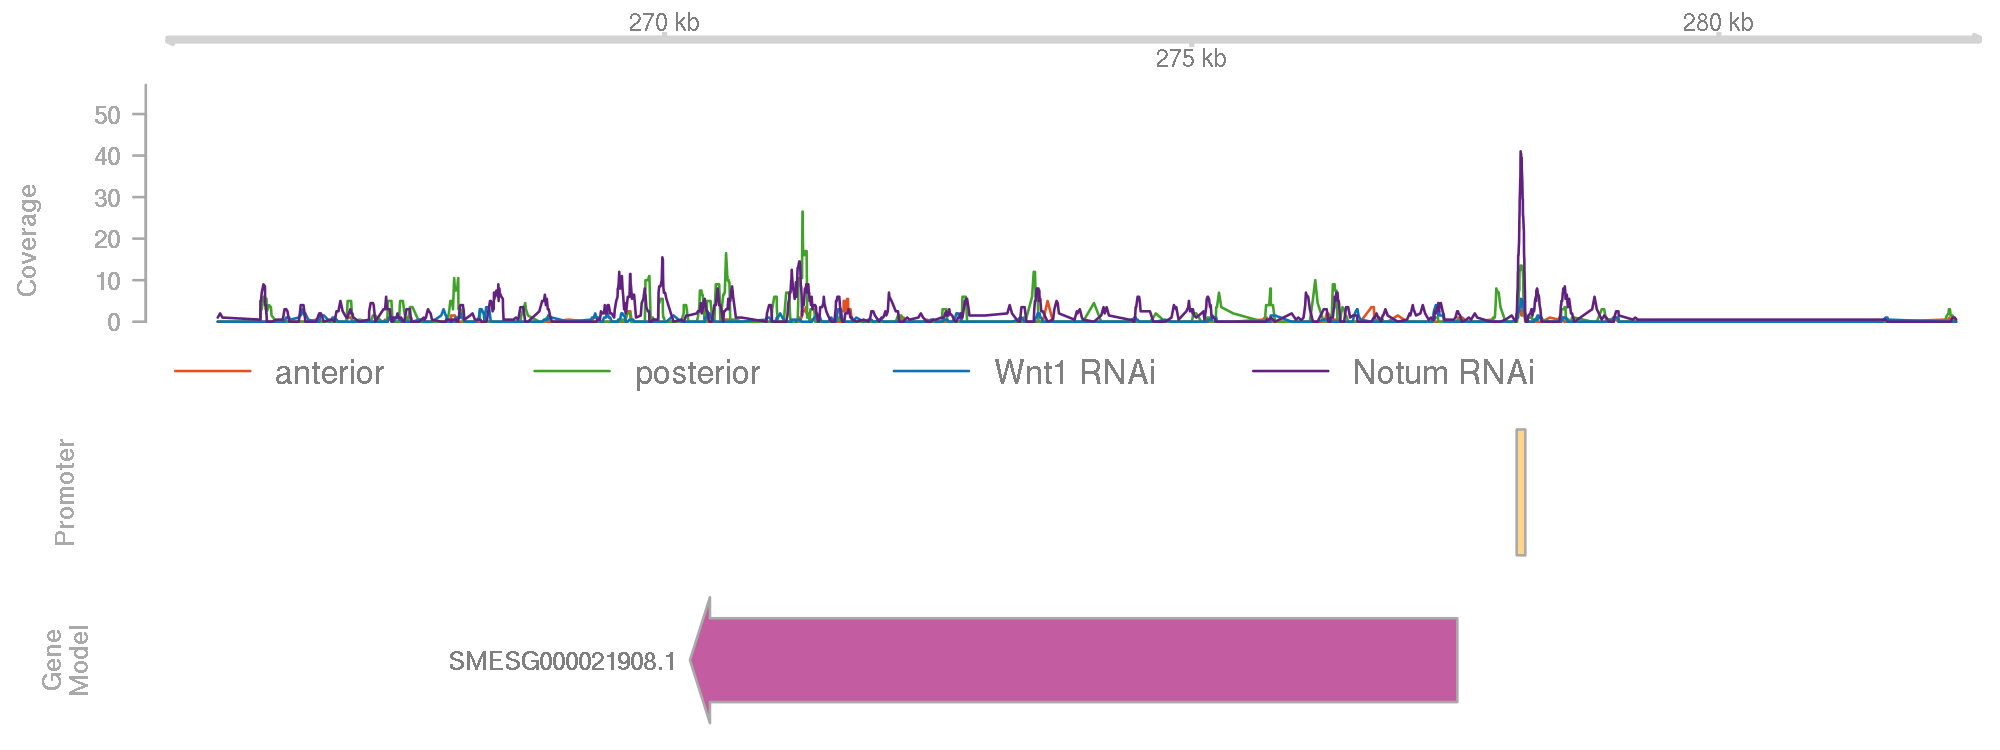 270 kb
280 kb
275 kb
Coverage
50
40
30
20
10
0
anterior
posterior
Wnt1 RNAi
Notum RNAi
Promoter
Gene
Model
SMESG000021908.1